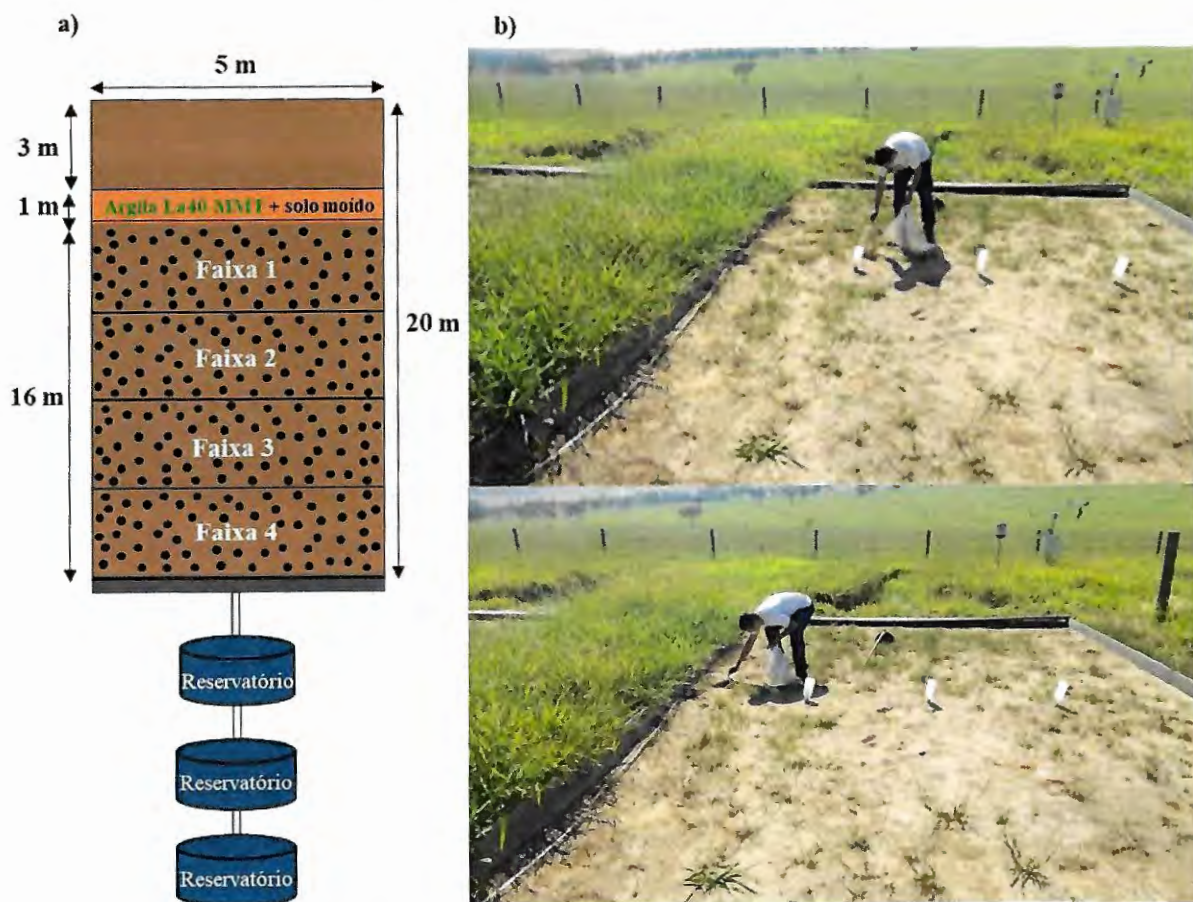 a)
b)
5 m
3 m
1 m
Argila La40 MMT + solo moído
Faixa 1
Faixa 2
20 m
16 m
Faixa 3
Faixa 4
Reservatório
Reservatório
Reservatório